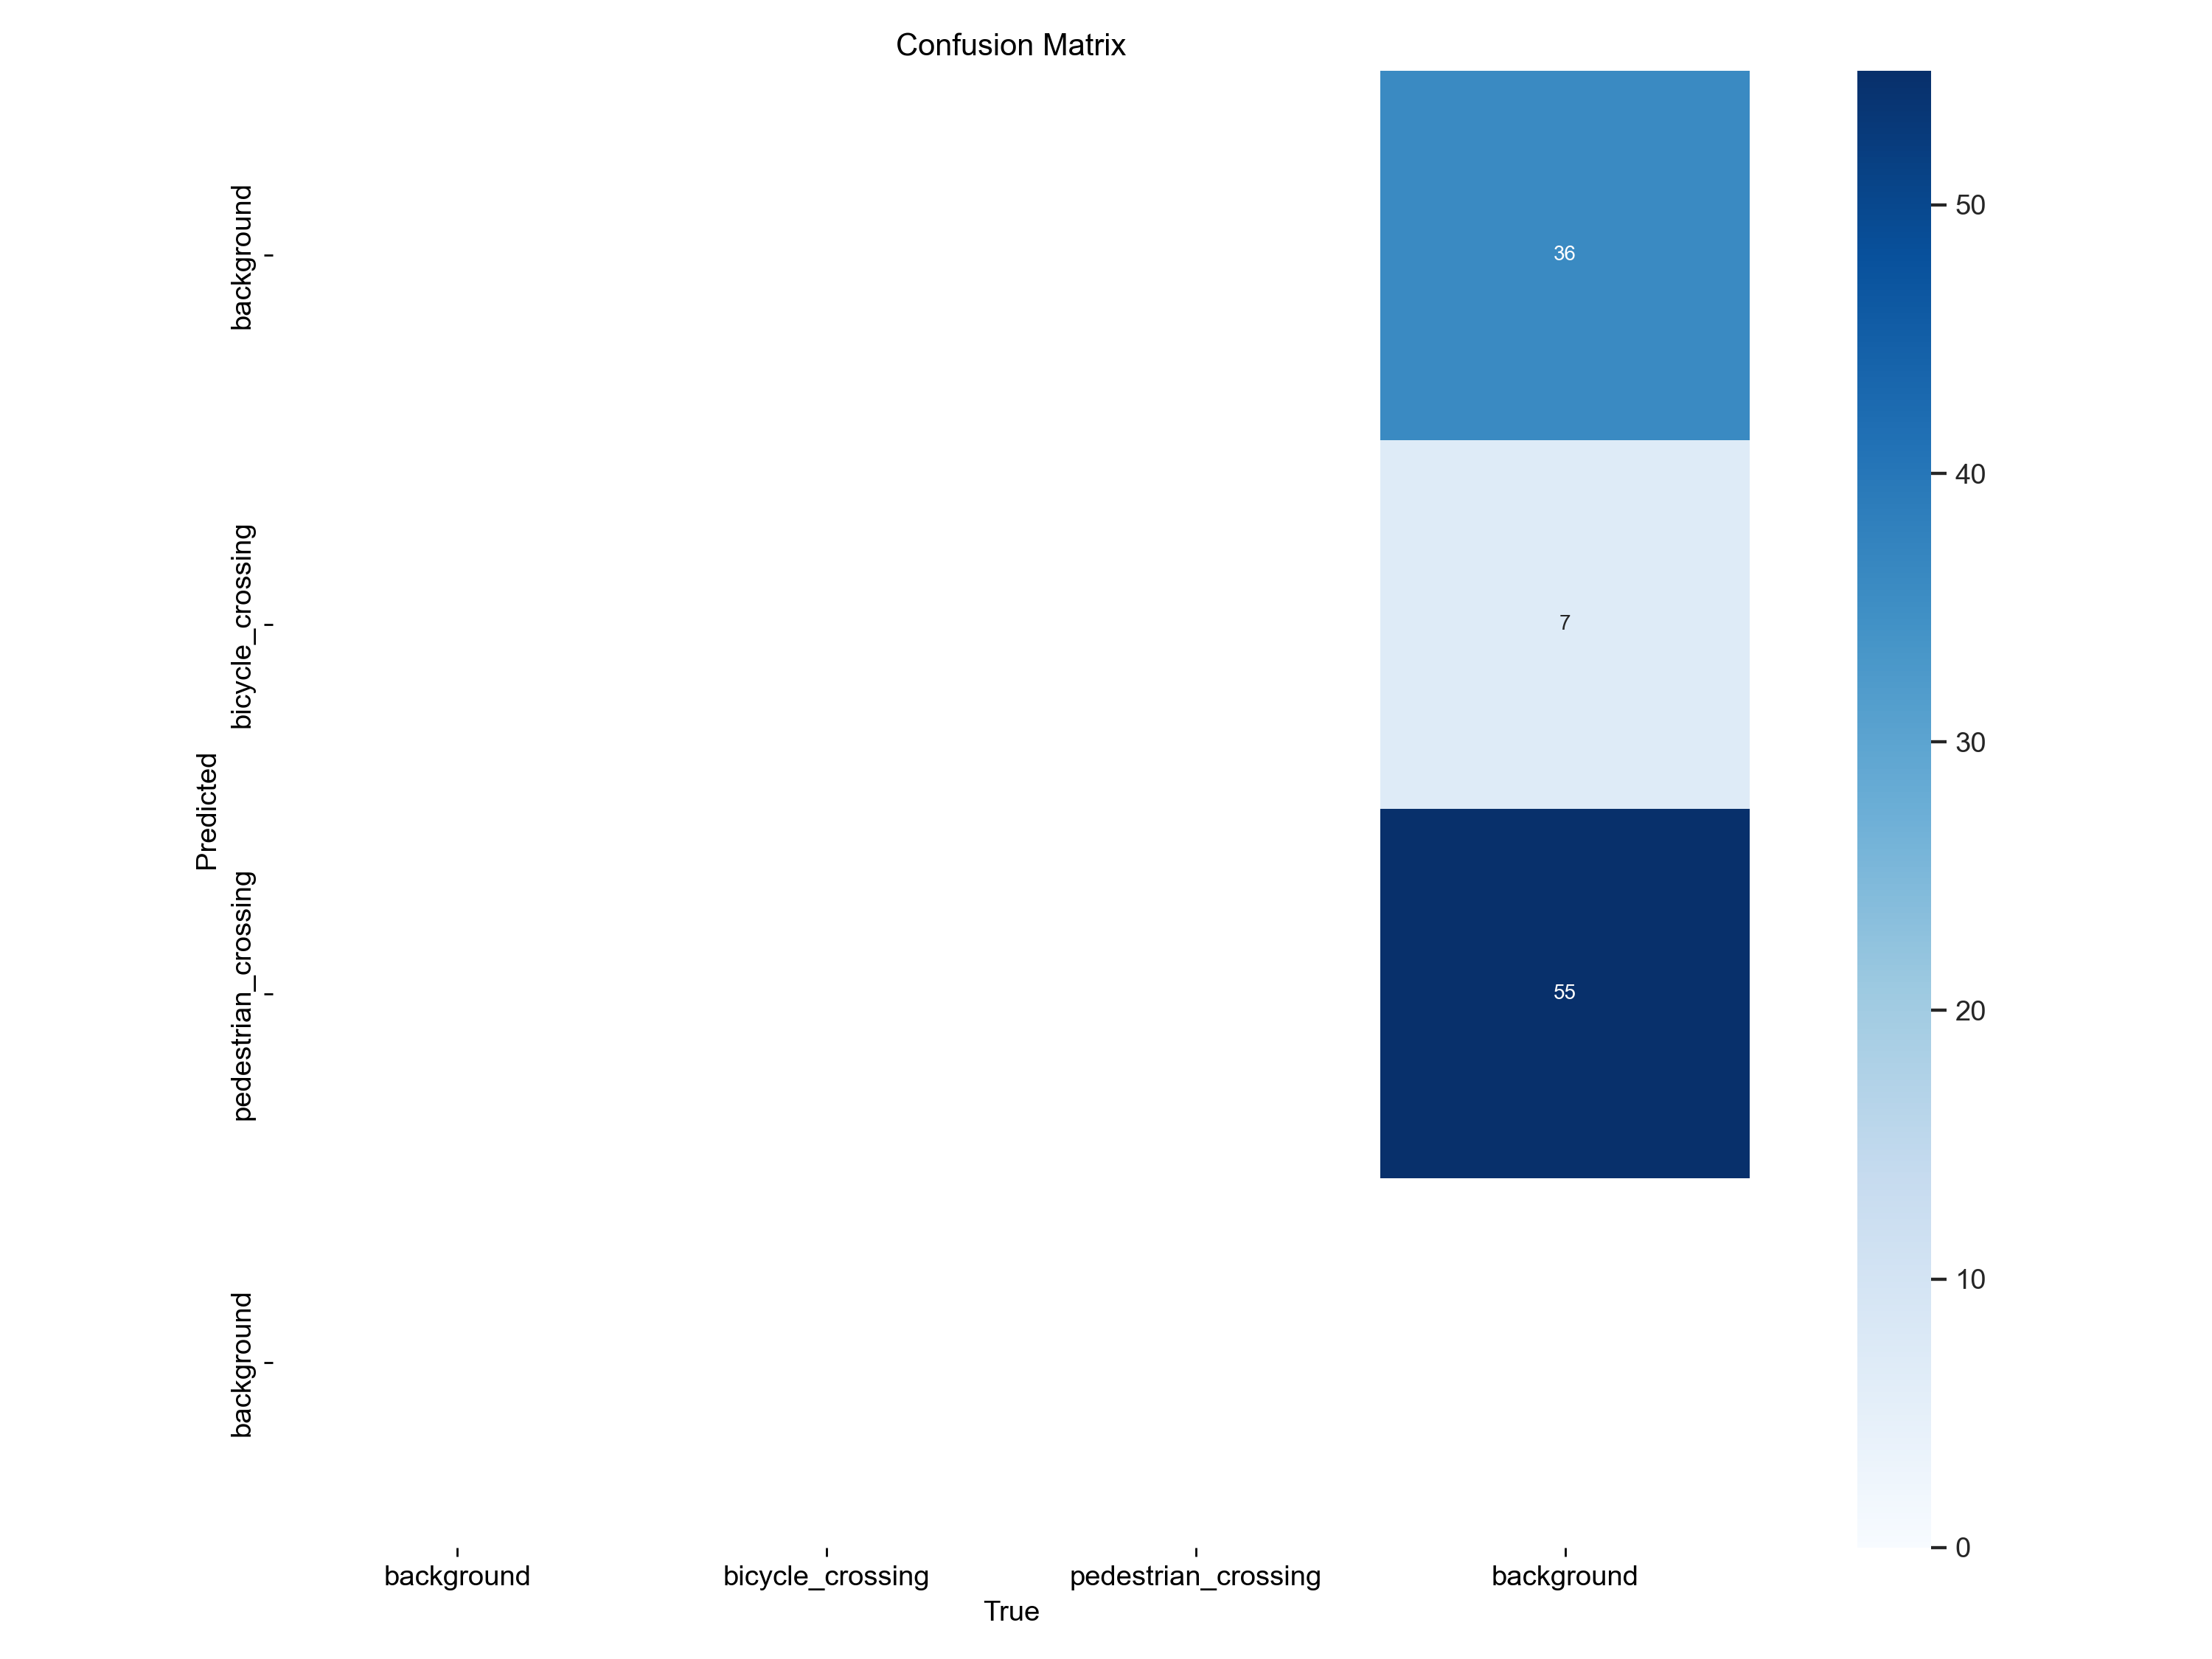 Confusion Matrix
background
36
50
bicycle_crossing
7
40
Predicted
30
pedestrian_crossing
55
20
background
10
0
background
bicycle_crossing
pedestrian_crossing
background
True